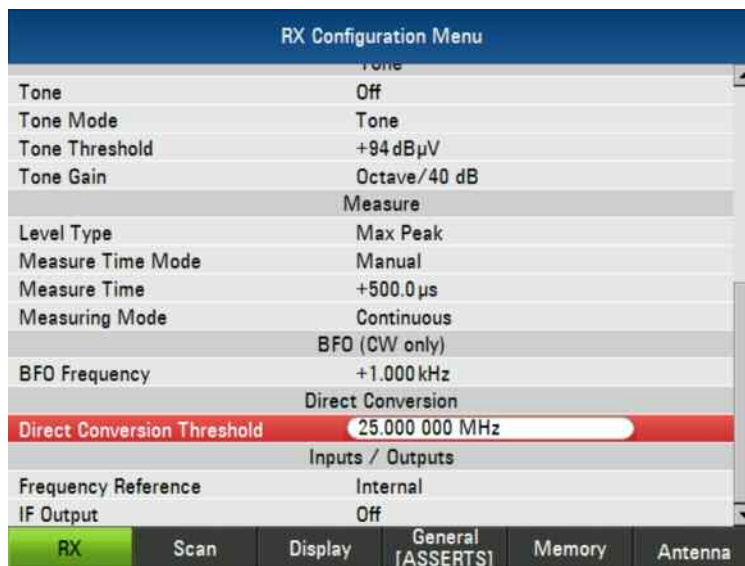 RX Configuration Menu
Tone
Tone Off
Tone Mode Tone
Tone Threshold +94 dBµV
Tone Gain Octave/40 dB
Measure
Level Type Max Peak
Measure Time Mode Manual
Measure Time +500.0 µs
Measuring Mode Continuous
BFO (CW only)
BFO Frequency +1.000 kHz
Direct Conversion
Direct Conversion Threshold 25.000 000 MHz
Inputs / Outputs
Frequency Reference Internal
IF Output Off
RX Scan Display General [ASSERTS] Memory Antenna